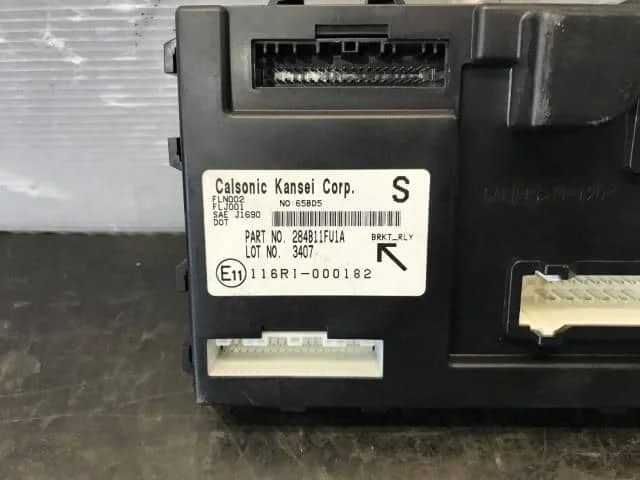 Calsonic Kansei Corp. S
FLN002 NO:65BD5
FLJ001
SAE J1690
DOT
PART NO. 284B11FU1A BRKT_RLY
LOT NO. 3407
E11 116R1-000182